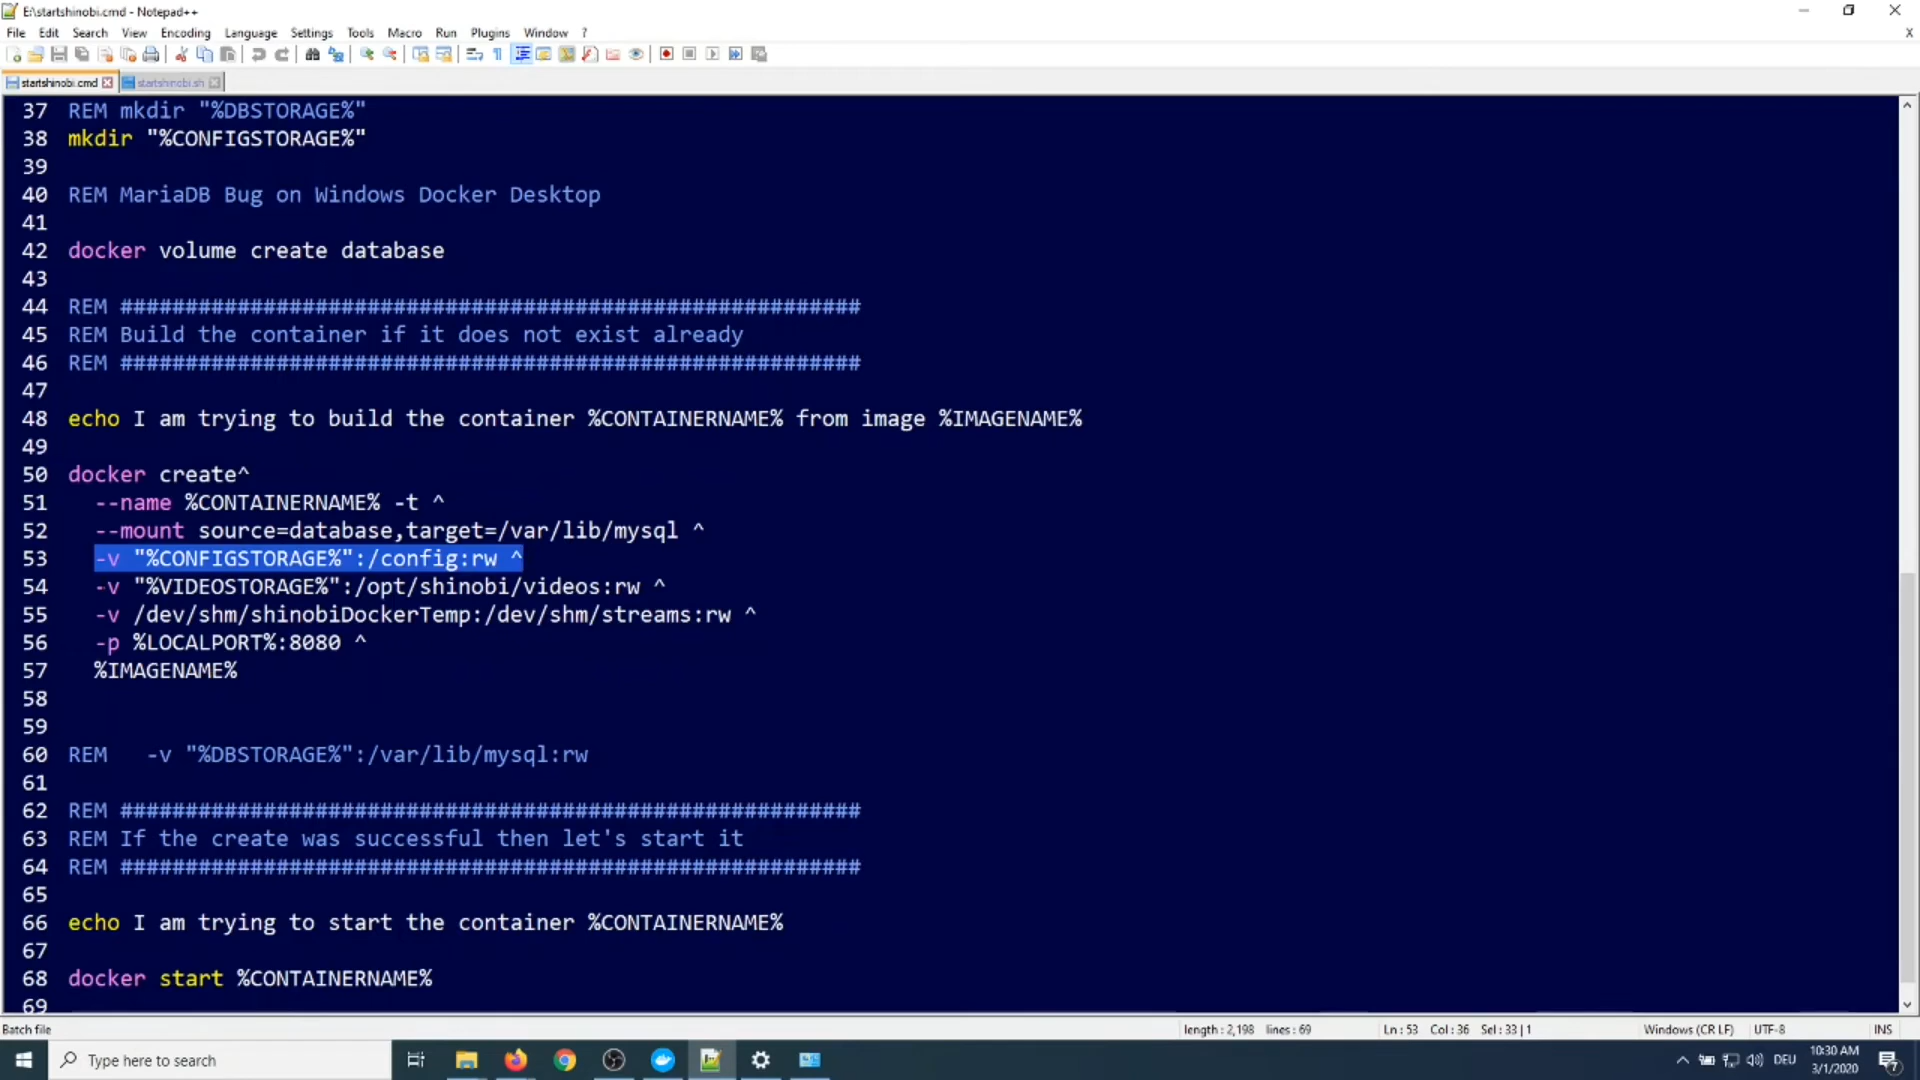 E:\startshinobi.cmd - Notepad++
File Edit Search View Encoding Language Settings Tools Macro Run Plugins Window ?
startshinobi.cmd startshinobi.sh
37 REM mkdir "%DBSTORAGE%"
38 mkdir "%CONFIGSTORAGE%"
39
40 REM MariaDB Bug on Windows Docker Desktop
41
42 docker volume create database
43
44 REM #########################################################
45 REM Build the container if it does not exist already
46 REM #########################################################
47
48 echo I am trying to build the container %CONTAINERNAME% from image %IMAGENAME%
49
50 docker create^
51 --name %CONTAINERNAME% -t ^
52 --mount source=database,target=/var/lib/mysql ^
53 -v "%CONFIGSTORAGE%":/config:rw ^
54 -v "%VIDEOSTORAGE%":/opt/shinobi/videos:rw ^
55 -v /dev/shm/shinobiDockerTemp:/dev/shm/streams:rw ^
56 -p %LOCALPORT%:8080 ^
57 %IMAGENAME%
58
59
60 REM -v "%DBSTORAGE%":/var/lib/mysql:rw
61
62 REM #########################################################
63 REM If the create was successful then let's start it
64 REM #########################################################
65
66 echo I am trying to start the container %CONTAINERNAME%
67
68 docker start %CONTAINERNAME%
69
Batch file length : 2,198 lines : 69 Ln : 53 Col : 36 Sel : 33 | 1 Windows (CR LF) UTF-8 INS
Type here to search DEU 10:30 AM
3/1/2020 7